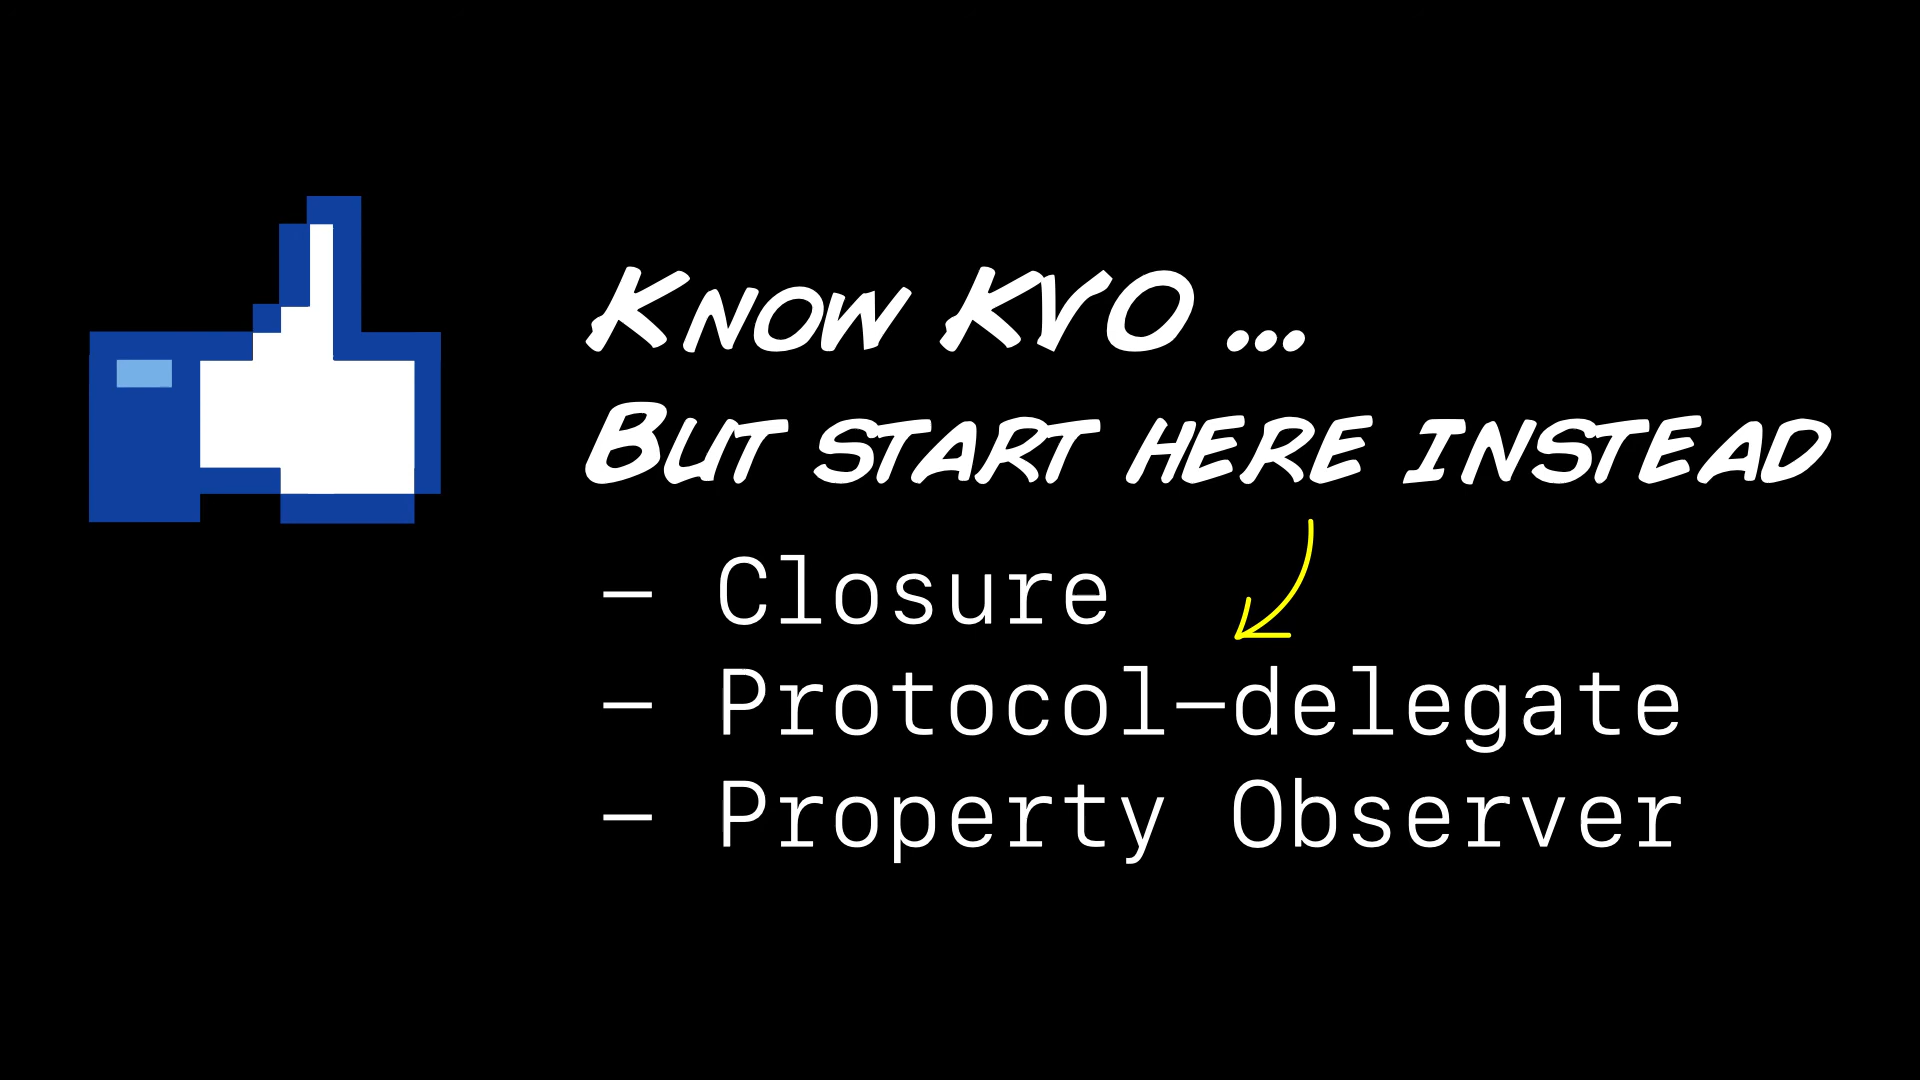 Know KVO ...
But start here instead
- Closure
- Protocol-delegate
- Property Observer